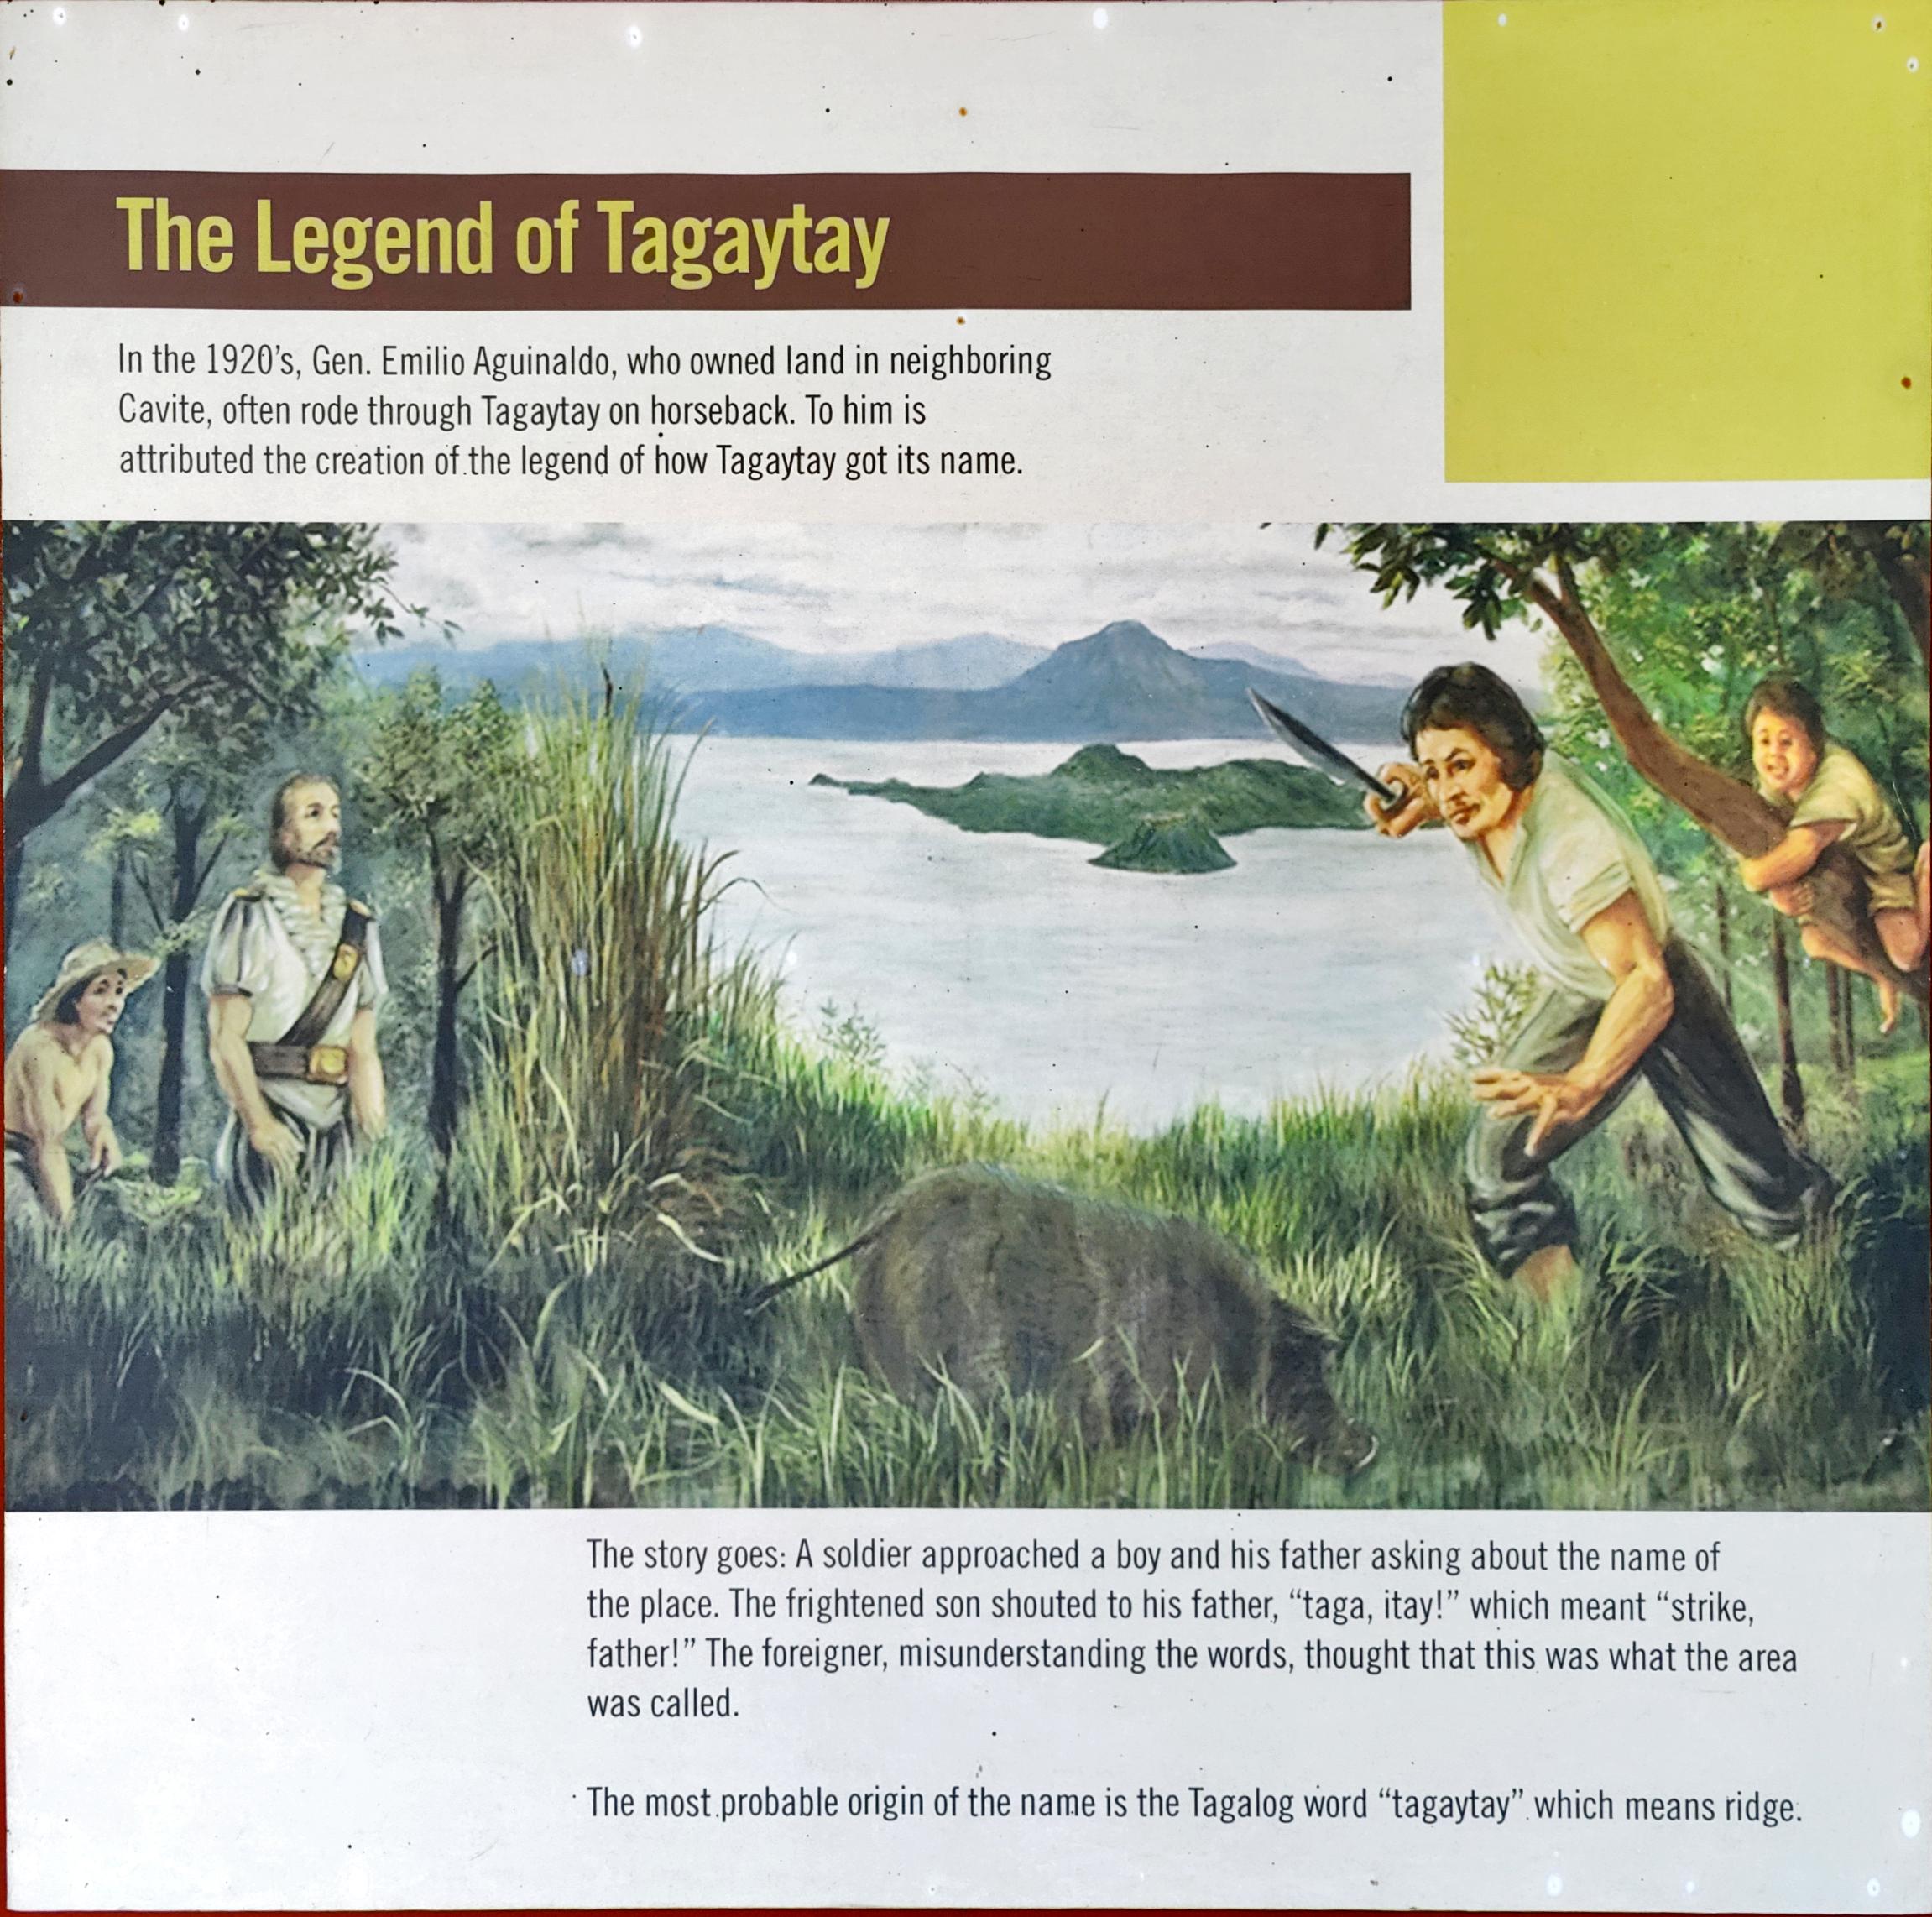 The Legend of Tagaytay
In the 1920’s, Gen. Emilio Aguinaldo, who owned land in neighboring
Cavite, often rode through Tagaytay on horseback. To him is
attributed the creation of the legend of how Tagaytay got its name.
The story goes: A soldier approached a boy and his father asking about the name of
the place. The frightened son shouted to his father, “taga, itay!” which meant “strike,
father!” The foreigner, misunderstanding the words, thought that this was what the area
was called.
The most probable origin of the name is the Tagalog word “tagaytay” which means ridge.